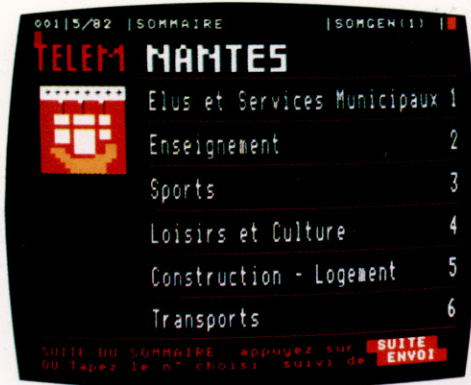 001|5/82 |SOMMAIRE |SOMGEN(1) |
TELEM NANTES
Elus et Services Municipaux 1
Enseignement 2
Sports 3
Loisirs et Culture 4
Construction - Logement 5
Transports 6
SUITE DU SOMMAIRE : appuyez sur SUITE
OU Tapez le n° choisi suivi de ENVOI